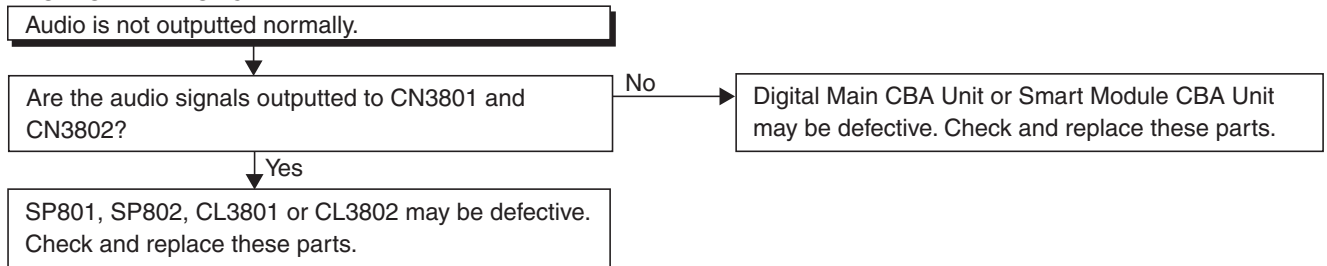 Audio is not outputted normally.
Are the audio signals outputted to CN3801 and
CN3802?
No
Digital Main CBA Unit or Smart Module CBA Unit
may be defective. Check and replace these parts.
Yes
SP801, SP802, CL3801 or CL3802 may be defective.
Check and replace these parts.